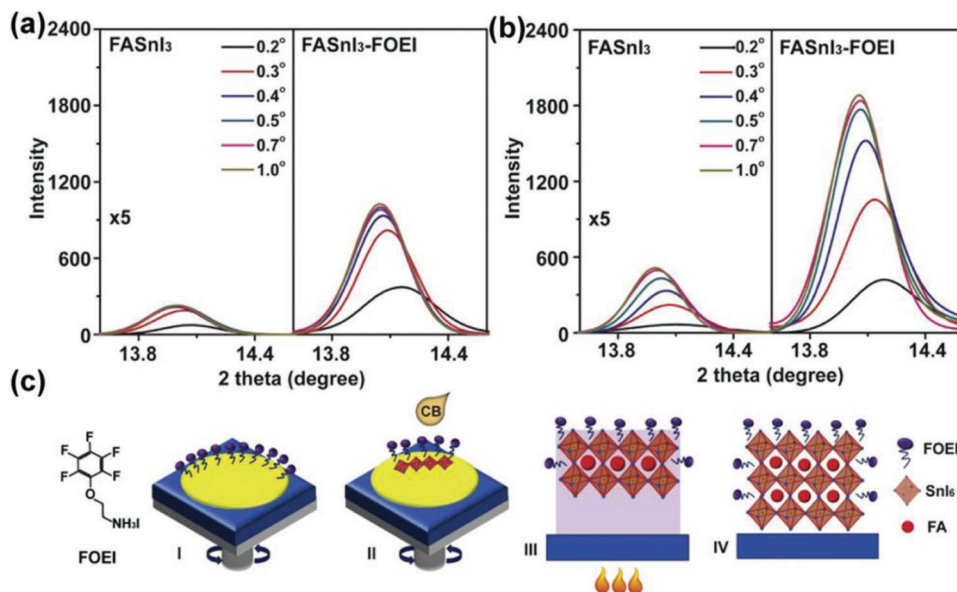 (a)
2400
1800
1200
600
0
Intensity
FASnI₃
FASnI₃-FOEI
0.2°
0.3°
0.4°
0.5°
0.7°
1.0°
x5
13.8 14.4 13.8 14.4
2 theta (degree)
(b)
2400
1800
1200
600
0
Intensity
FASnI₃
FASnI₃-FOEI
0.2°
0.3°
0.4°
0.5°
0.7°
1.0°
x5
13.8 14.4 13.8 14.4
2 theta (degree)
(c)
F
F F
F F
O
NH₃I
FOEI
I
CB
II
III
IV
FOEI
SnI₆
FA